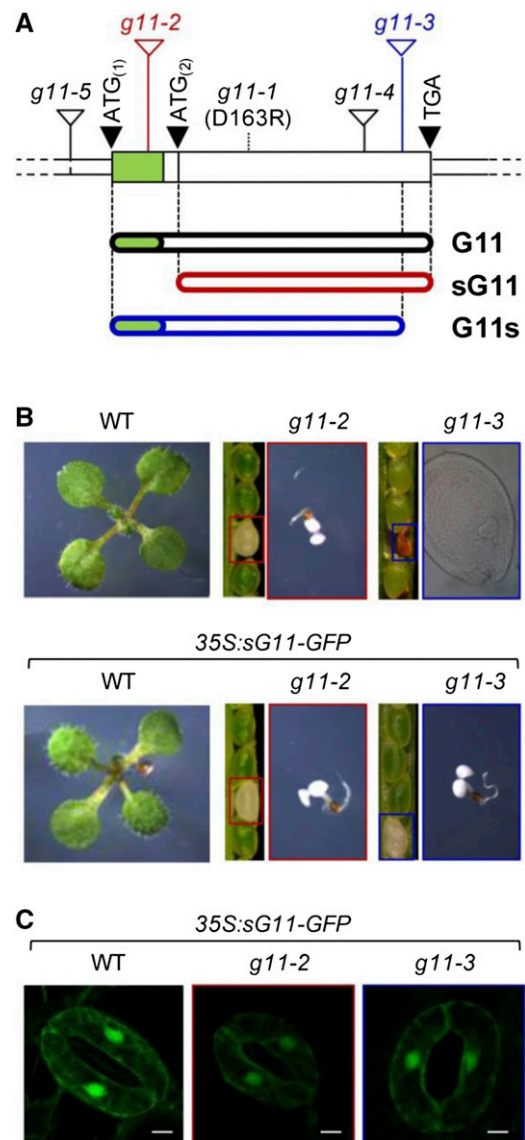 A
g11-2
g11-3
g11-5
ATG(1)
ATG(2)
g11-1
(D163R)
g11-4
TGA
G11
sG11
G11s
B
WT
g11-2
g11-3
35S:sG11-GFP
WT
g11-2
g11-3
C
35S:sG11-GFP
WT
g11-2
g11-3